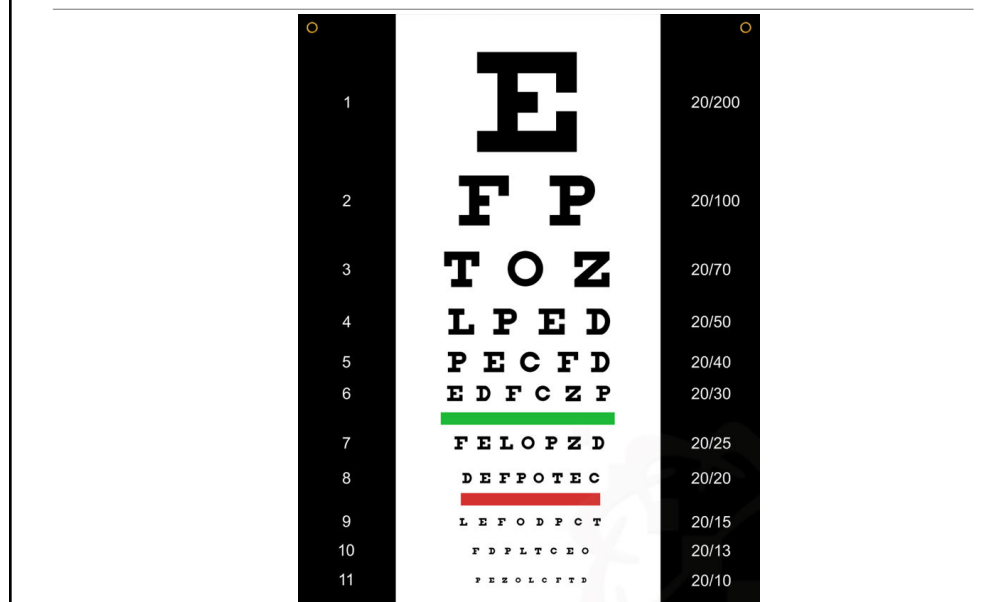 1 E 20/200
2 F P 20/100
3 T O Z 20/70
4 L P E D 20/50
5 P E C F D 20/40
6 E D F C Z P 20/30
7 F E L O P Z D 20/25
8 D E F P O T E C 20/20
9 L E F O D P C T 20/15
10 F D P L T C E O 20/13
11 P E Z O L C F T D 20/10